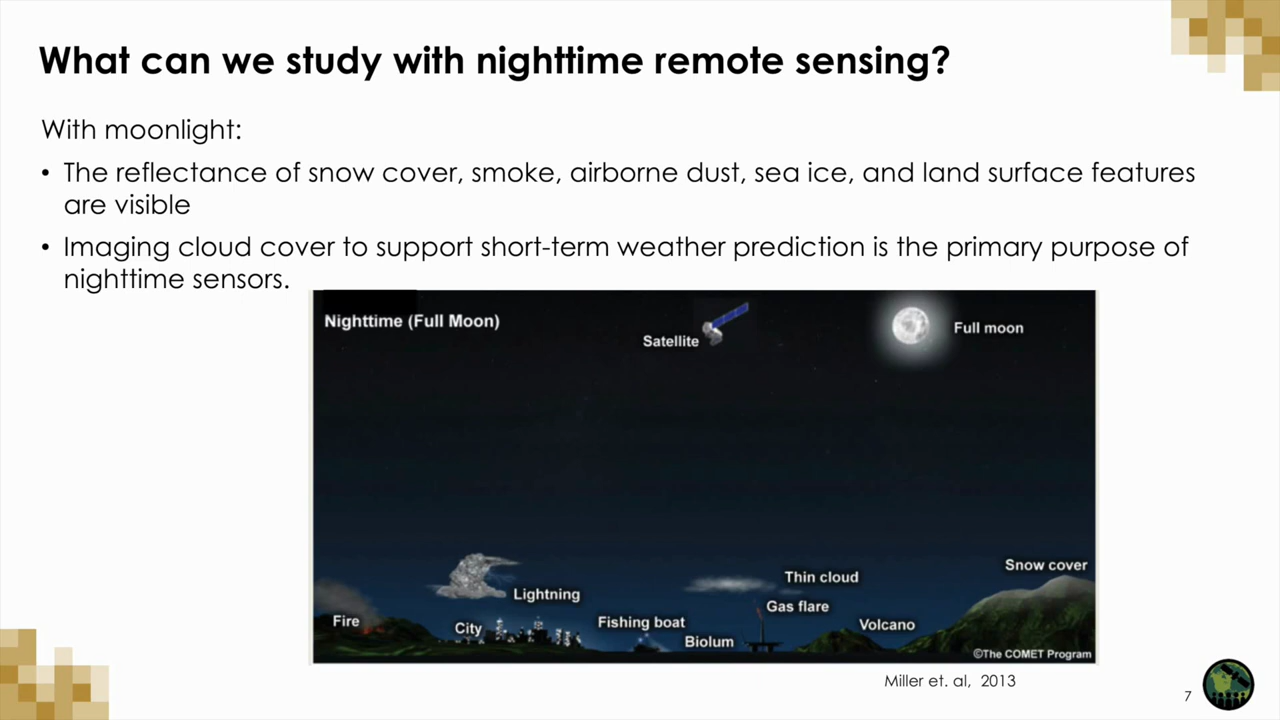 What can we study with nighttime remote sensing?
With moonlight:
• The reflectance of snow cover, smoke, airborne dust, sea ice, and land surface features
are visible
• Imaging cloud cover to support short-term weather prediction is the primary purpose of
nighttime sensors.
Nighttime (Full Moon)
Satellite
Full moon
Snow cover
Thin cloud
Lightning
Gas flare
Fire
City
Fishing boat
Volcano
Biolum
©The COMET Program
Miller et. al, 2013
7